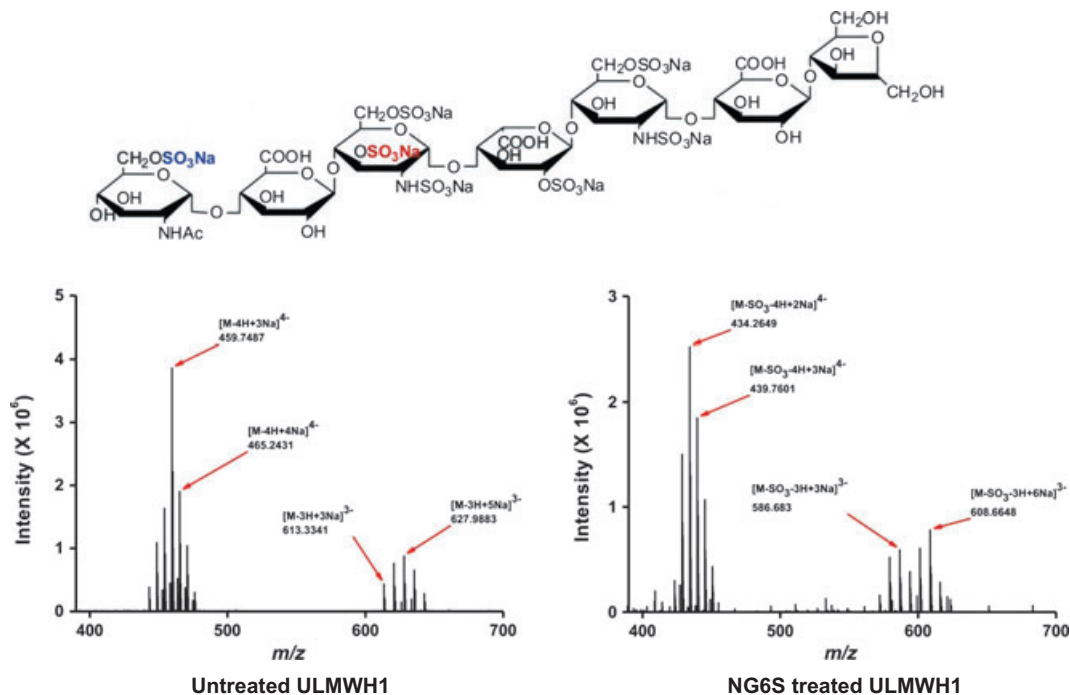 CH₂OH
O
OH
CH₂OH
O
COOH
O
OH
OH
O
CH₂OSO₃Na
O
OH
NHSO₃Na
O
O
COOH
OH
OSO₃Na
O
CH₂OSO₃Na
O
OSO₃Na
NHSO₃Na
O
O
COOH
O
OH
OH
O
CH₂OSO₃Na
O
OH
OH
NHAc
5
4
3
2
1
0
Intensity (X 10⁶)
[M-4H+3Na]⁴⁻
459.7487
[M-4H+4Na]⁴⁻
465.2431
[M-3H+3Na]³⁻
613.3341
[M-3H+5Na]³⁻
627.9883
400 500 600 700
m/z
Untreated ULMWH1
3
2
1
0
Intensity (X 10⁶)
[M-SO₃-4H+2Na]⁴⁻
434.2649
[M-SO₃-4H+3Na]⁴⁻
439.7601
[M-SO₃-3H+3Na]³⁻
586.683
[M-SO₃-3H+6Na]³⁻
608.6648
400 500 600 700
m/z
NG6S treated ULMWH1